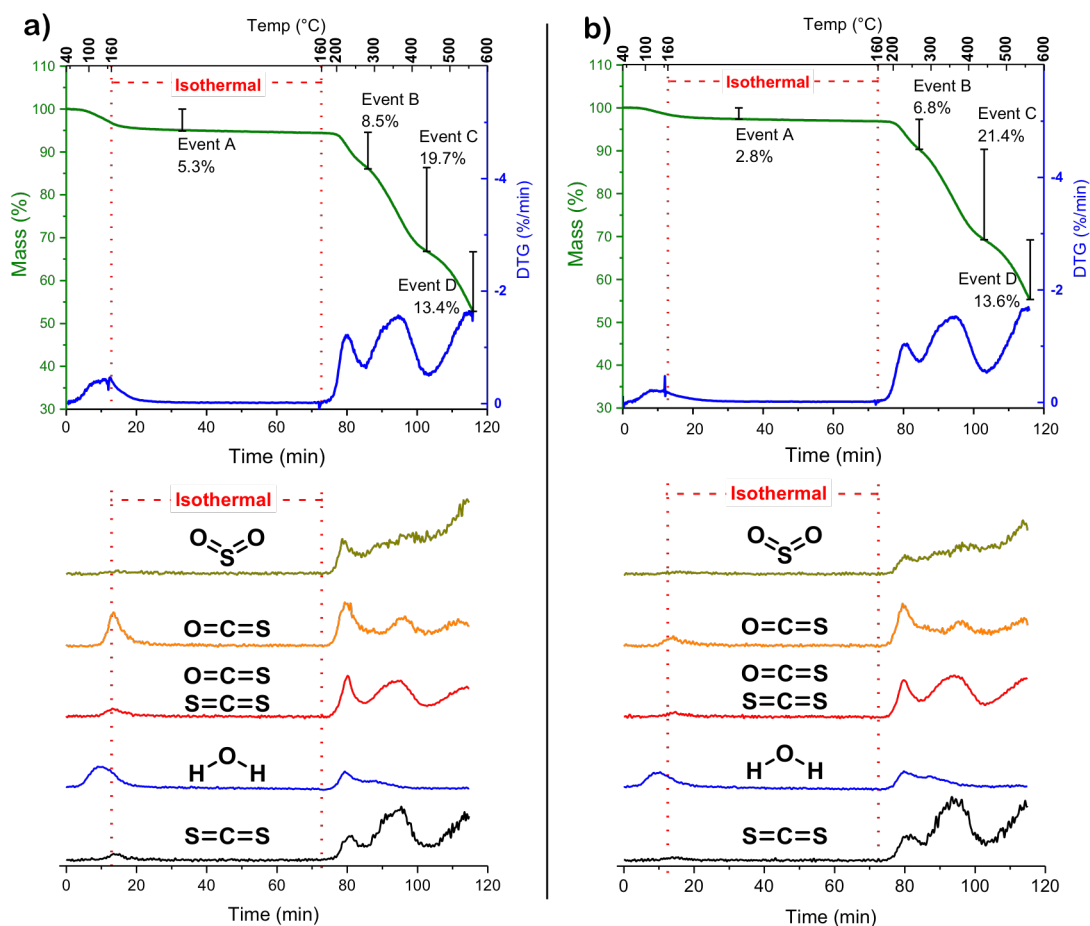 a)
Temp (°C)
40 100 160 160 200 300 400 500 600
110
100
90
80
70
60
50
40
30
Mass (%)
Isothermal
Event A
5.3%
Event B
8.5%
Event C
19.7%
Event D
13.4%
-4
-2
0
DTG (%/min)
0 20 40 60 80 100 120
Time (min)
Isothermal
O S O
O=C=S
O=C=S
S=C=S
H O H
S=C=S
0 20 40 60 80 100 120
Time (min)
b)
Temp (°C)
40 100 160 160 200 300 400 500 600
110
100
90
80
70
60
50
40
30
Mass (%)
Isothermal
Event A
2.8%
Event B
6.8%
Event C
21.4%
Event D
13.6%
-4
-2
0
DTG (%/min)
0 20 40 60 80 100 120
Time (min)
Isothermal
O S O
O=C=S
O=C=S
S=C=S
H O H
S=C=S
0 20 40 60 80 100 120
Time (min)